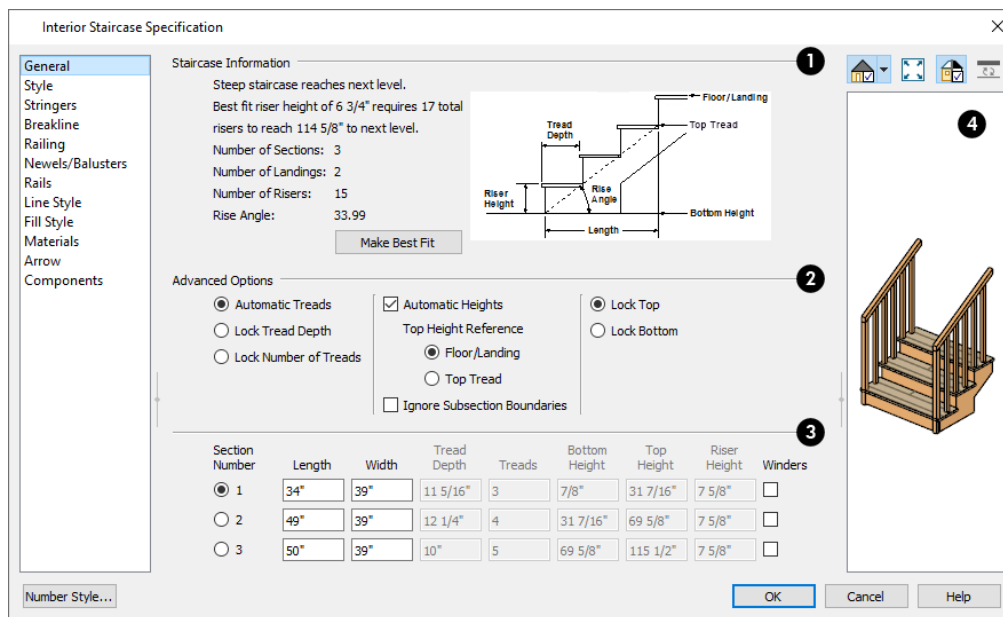 Interior Staircase Specification
General
Style
Stringers
Breakline
Railing
Newels/Balusters
Rails
Line Style
Fill Style
Materials
Arrow
Components
Staircase Information
1
Steep staircase reaches next level.
Best fit riser height of 6 3/4" requires 17 total
risers to reach 114 5/8" to next level.
Number of Sections: 3
Number of Landings: 2
Number of Risers: 15
Rise Angle: 33.99
Make Best Fit
Floor/Landing
Tread
Depth
Top Tread
Riser
Height
Rise
Angle
Bottom Height
Length
4
Advanced Options
2
Automatic Treads
Lock Tread Depth
Lock Number of Treads
Automatic Heights
Top Height Reference
Floor/Landing
Top Tread
Ignore Subsection Boundaries
Lock Top
Lock Bottom
3
Section
Number
Length
Width
Tread
Depth
Treads
Bottom
Height
Top
Height
Riser
Height
Winders
1 34" 39" 11 5/16" 3 7/8" 31 7/16" 7 5/8"
2 49" 39" 12 1/4" 4 31 7/16" 69 5/8" 7 5/8"
3 50" 39" 10" 5 69 5/8" 115 1/2" 7 5/8"
Number Style...
OK
Cancel
Help